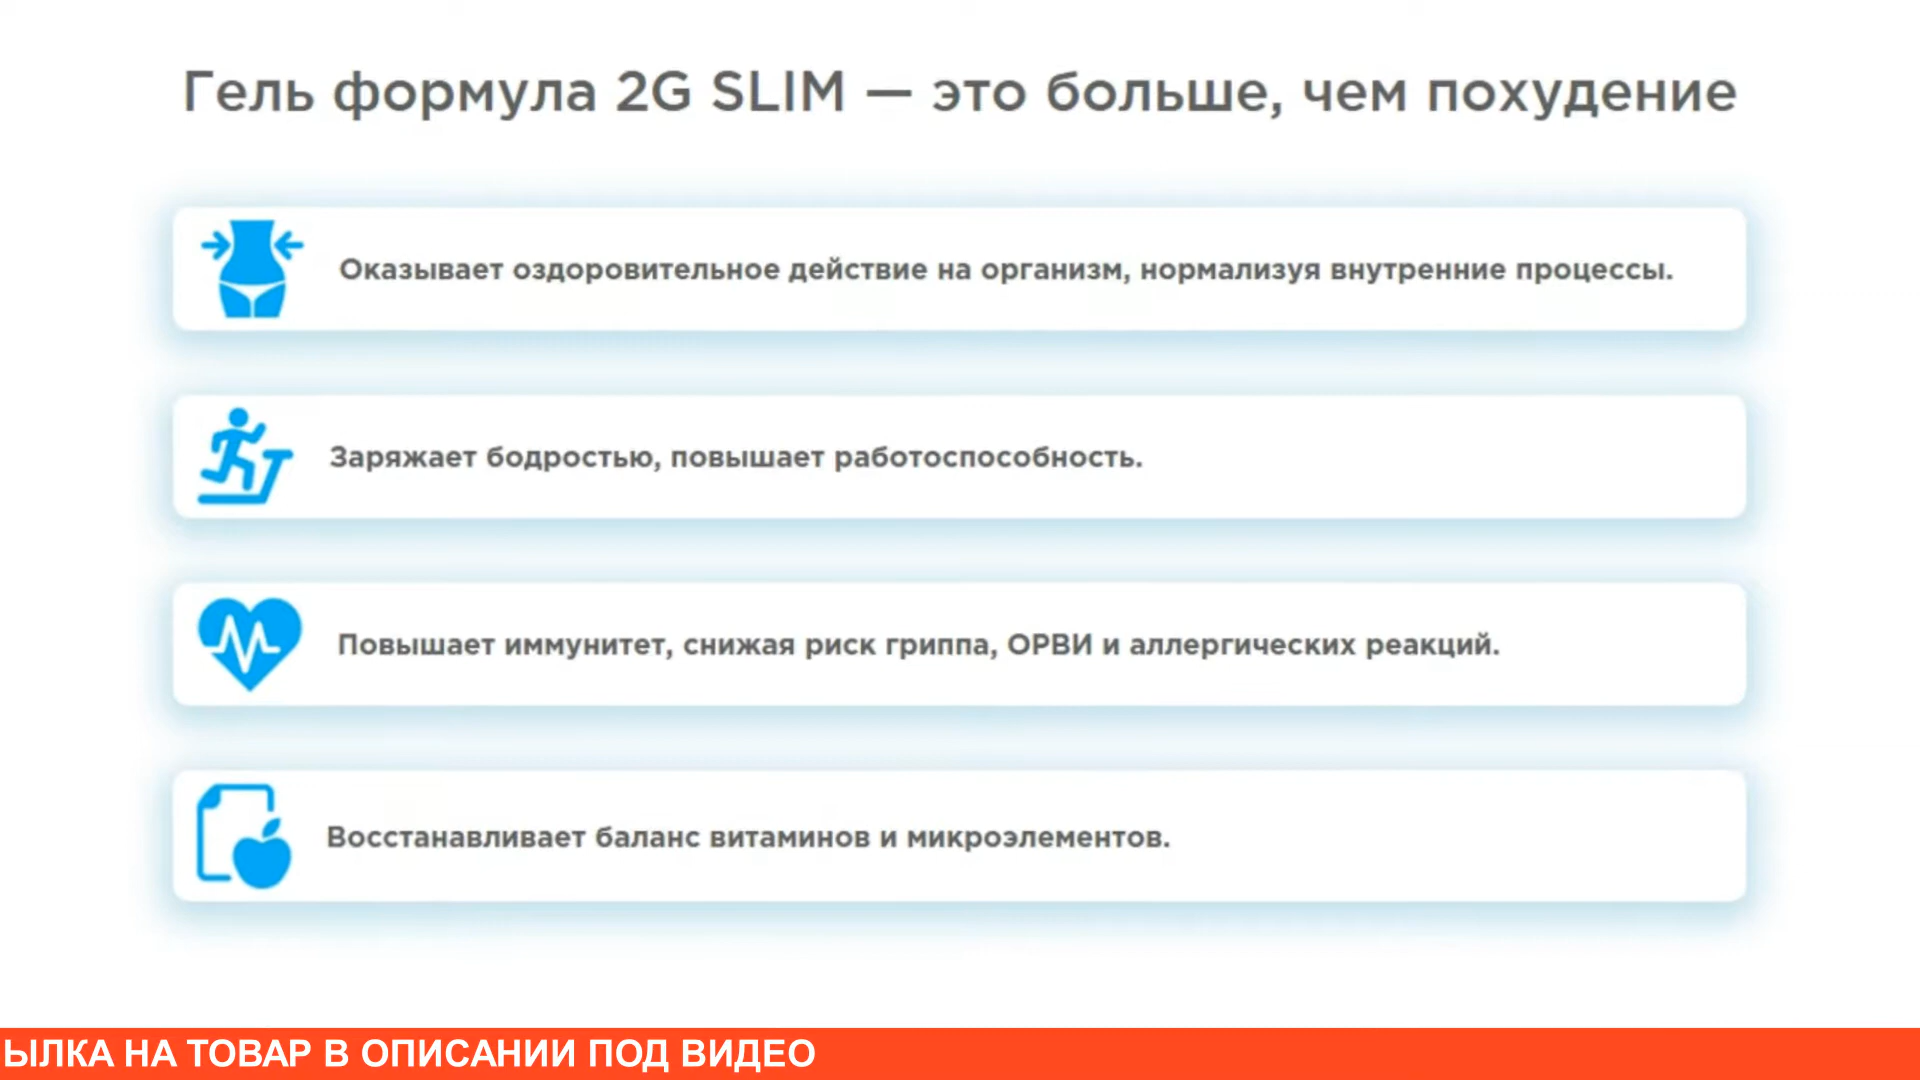 Гель формула 2G SLIM — это больше, чем похудение
Оказывает оздоровительное действие на организм, нормализуя внутренние процессы.
Заряжает бодростью, повышает работоспособность.
Повышает иммунитет, снижая риск гриппа, ОРВИ и аллергических реакций.
Восстанавливает баланс витаминов и микроэлементов.
ЫЛКА НА ТОВАР В ОПИСАНИИ ПОД ВИДЕО